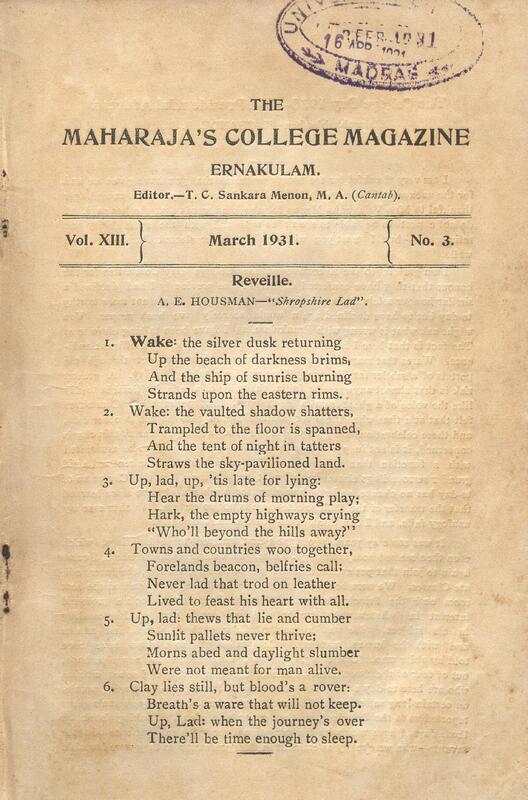 16 APR 1931
MADRAS
THE
MAHARAJA'S COLLEGE MAGAZINE
ERNAKULAM.
Editor.—T. C. Sankara Menon, M. A. (Cantab).
Vol. XIII. March 1931. No. 3.
Reveille.
A. E. HOUSMAN—"Shropshire Lad".
1. Wake: the silver dusk returning
Up the beach of darkness brims,
And the ship of sunrise burning
Strands upon the eastern rims.
2. Wake: the vaulted shadow shatters,
Trampled to the floor is spanned,
And the tent of night in tatters
Straws the sky-pavilioned land.
3. Up, lad, up, 'tis late for lying:
Hear the drums of morning play;
Hark, the empty highways crying
"Who'll beyond the hills away?"
4. Towns and countries woo together,
Forelands beacon, belfries call;
Never lad that trod on leather
Lived to feast his heart with all.
5. Up, lad: thews that lie and cumber
Sunlit pallets never thrive;
Morns abed and daylight slumber
Were not meant for man alive.
6. Clay lies still, but blood's a rover:
Breath's a ware that will not keep.
Up, Lad: when the journey's over
There'll be time enough to sleep.